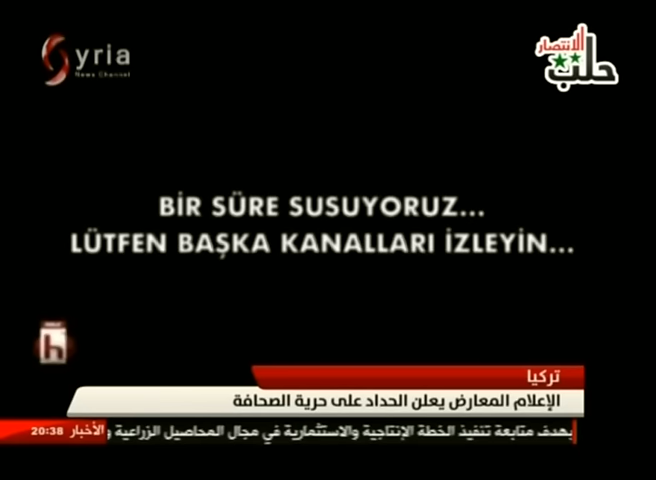 Syria
News Channel
الانتصار
حلب
BİR SÜRE SUSUYORUZ...
LÜTFEN BAŞKA KANALLARI İZLEYİN...
h
تركيا
الإعلام المعارض يعلن الحداد على حرية الصحافة
20:38 الأخبار بهدف متابعة تنفيذ الخطة الإنتاجية والاستثمارية في مجال المحاصيل الزراعية و